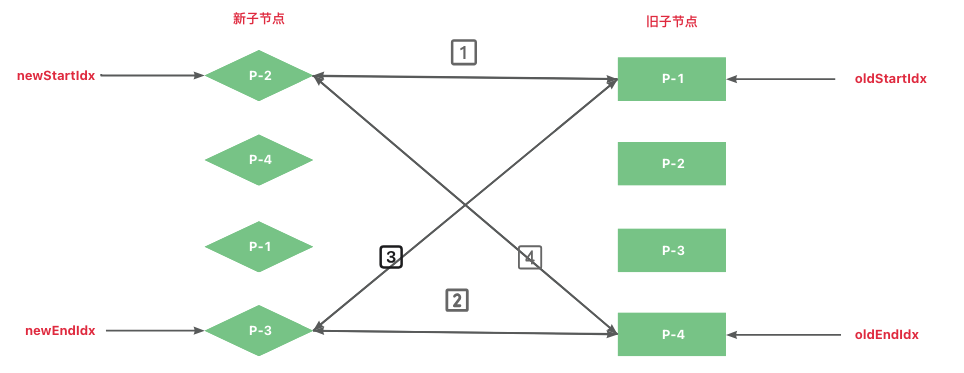 新子节点
旧子节点
1
newStartIdx
P-2
P-1
oldStartIdx
P-4
P-2
P-1
3
4
P-3
2
newEndIdx
P-3
P-4
oldEndIdx